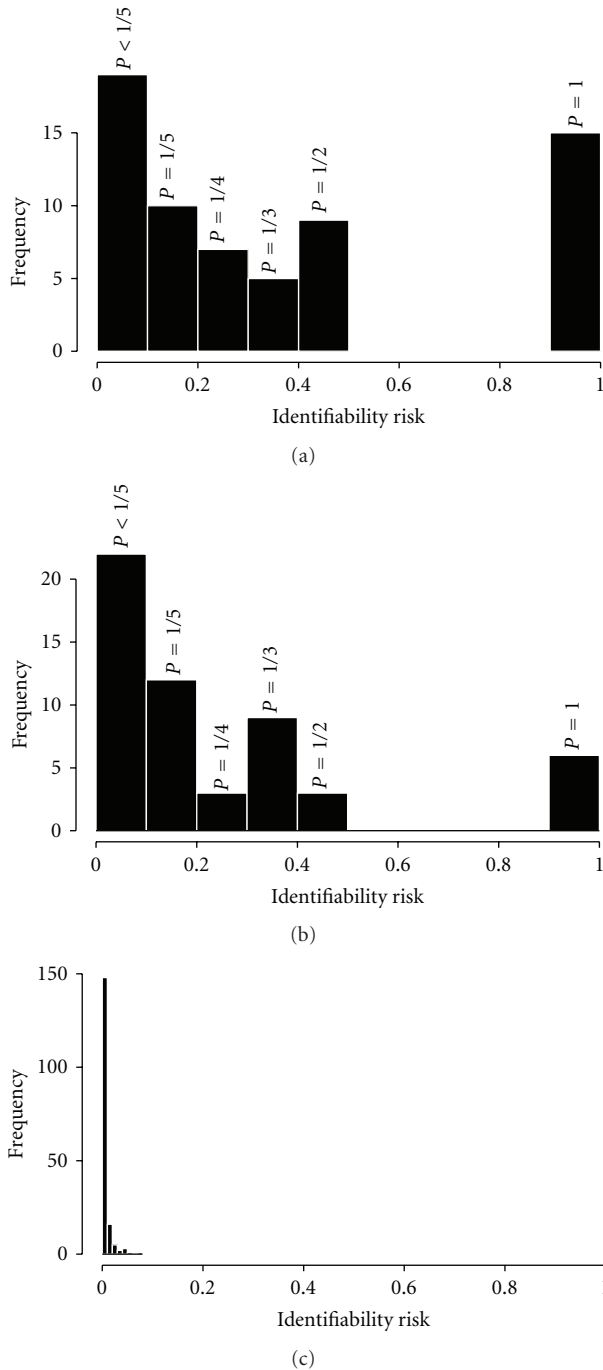 P < 1/5
P = 1/5
P = 1/4
P = 1/3
P = 1/2
P = 1
15
10
5
0
Frequency
0 0.2 0.4 0.6 0.8 1
Identifiability risk
(a)
P < 1/5
P = 1/5
P = 1/4
P = 1/3
P = 1/2
P = 1
20
15
10
5
0
Frequency
0 0.2 0.4 0.6 0.8 1
Identifiability risk
(b)
150
100
50
0
Frequency
0 0.2 0.4 0.6 0.8 1
Identifiability risk
(c)